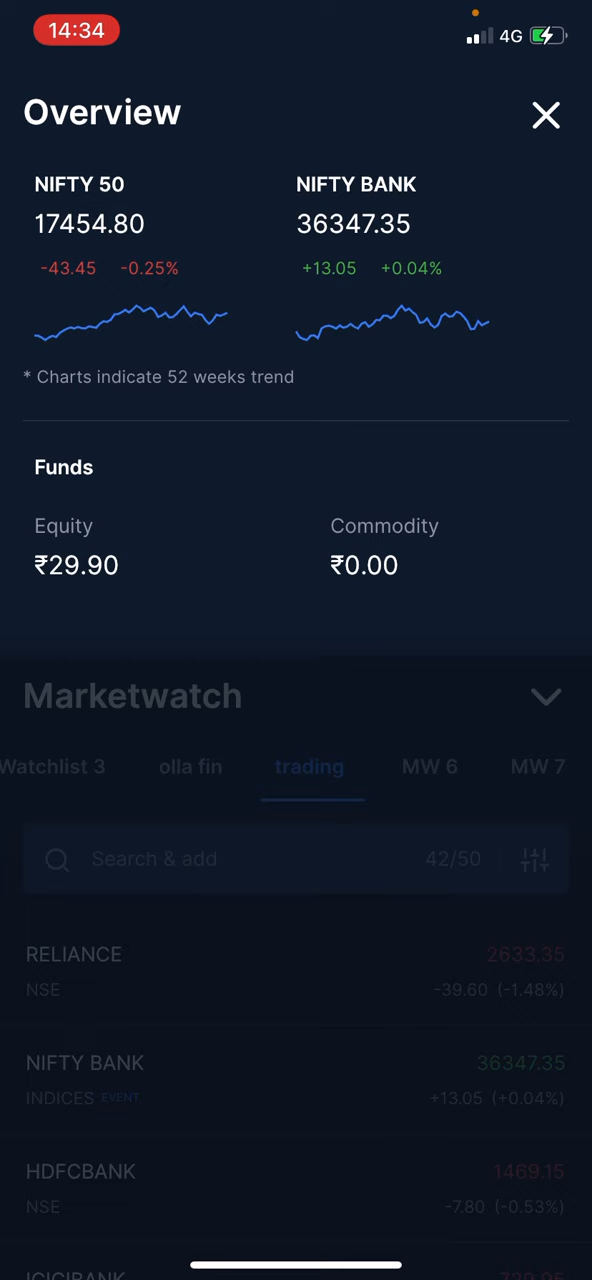 14:34
4G
Overview
NIFTY 50 NIFTY BANK
17454.80 36347.35
-43.45 -0.25% +13.05 +0.04%
* Charts indicate 52 weeks trend
Funds
Equity Commodity
₹29.90 ₹0.00
Marketwatch
Watchlist 3 olla fin trading MW 6 MW 7
Search & add 42/50
RELIANCE 2633.35
NSE -39.60 (-1.48%)
NIFTY BANK 36347.35
INDICES EVENT +13.05 (+0.04%)
HDFCBANK 1469.15
NSE -7.80 (-0.53%)
ICICIBANK